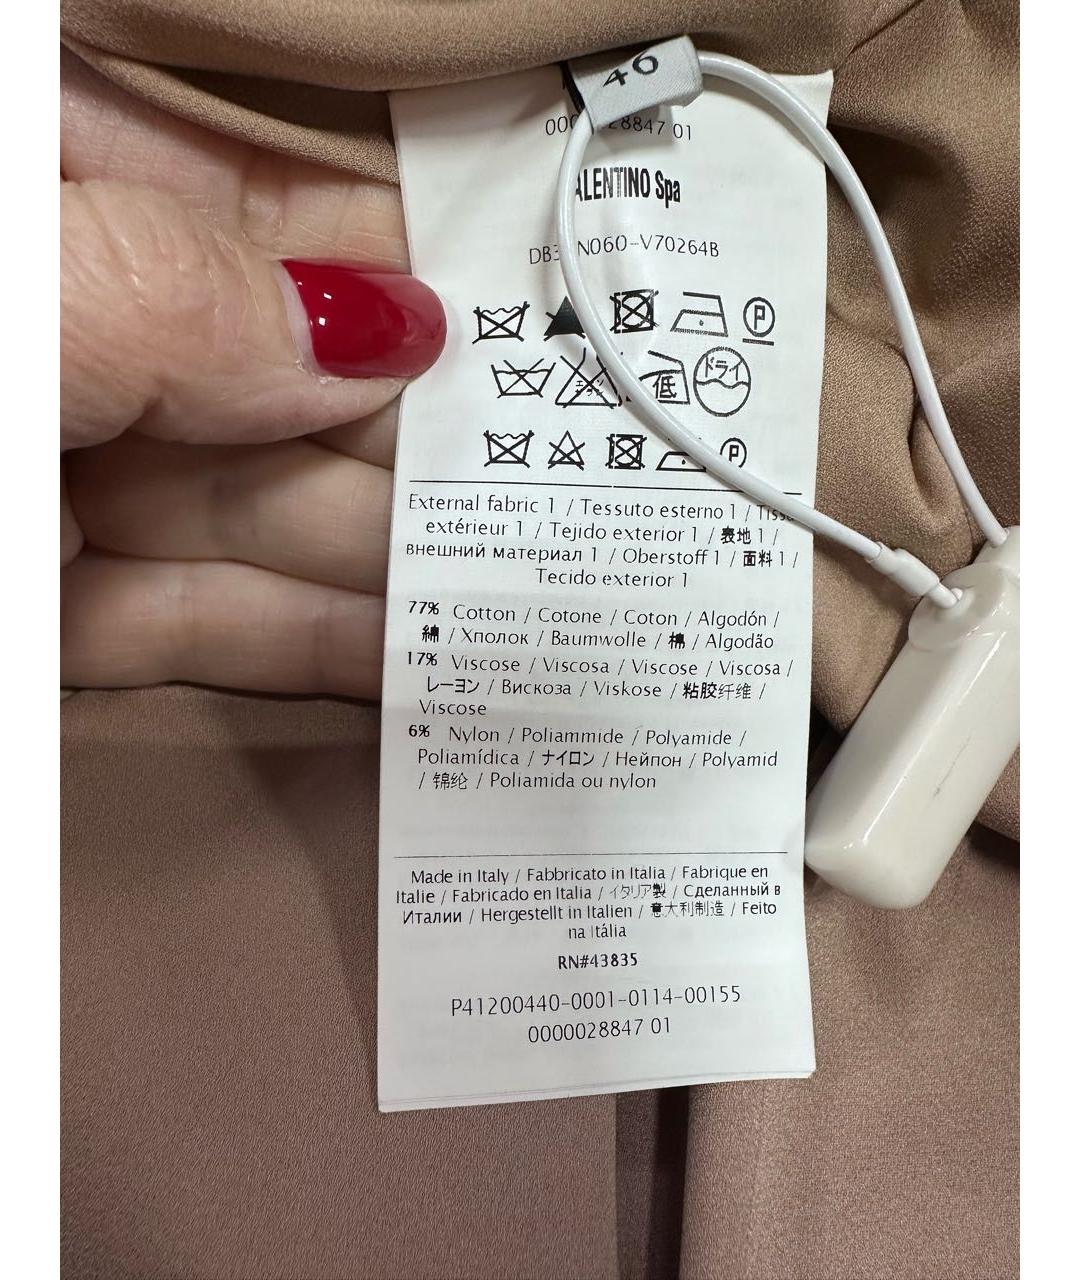 46
28847 01
ALENTINO Spa
N060-V70264B
P
ドライ
低
P
External fabric 1 / Tessuto esterno 1 /
extérieur 1 / Tejido exterior 1 / 表地 1 /
внешний материал 1 / Oberstoff 1 / 面料 1 /
Tecido exterior 1
77% Cotton / Cotone / Coton / Algodón /
綿 / Хлопок / Baumwolle / 棉 / Algodão
17% Viscose / Viscosa / Viscose / Viscosa /
レーヨン / Вискоза / Viskose / 粘胶纤维 /
Viscose
6% Nylon / Poliammide / Polyamide /
Poliamídica / ナイロン / Нейлон / Polyamid
/ 锦纶 / Poliamida ou nylon
Made in Italy / Fabbricato in Italia / Fabrique en
Italie / Fabricado en Italia / イタリア製 / Сделанный в
Италии / Hergestellt in Italien / 意大利制造 / Feito
na Itália
RN#43835
P41200440-0001-0114-00155
0000028847 01